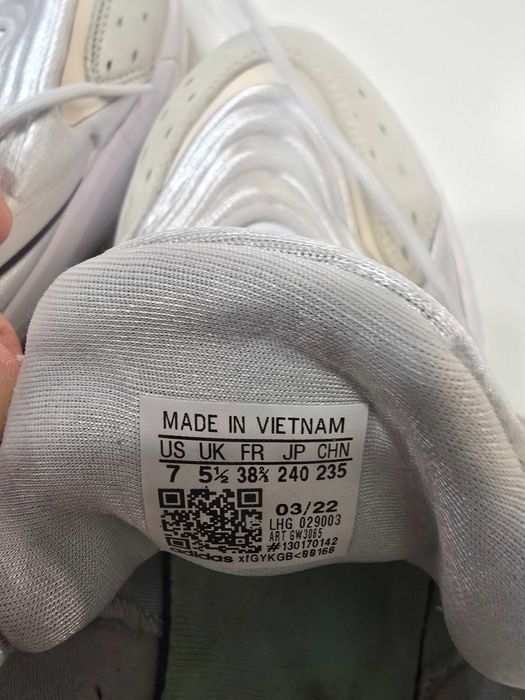 MADE IN VIETNAM
US UK FR JP CHN
7 5½ 38⅔ 240 235
03/22
LHG 029003
ART GW3065
#130170142
adidas xfGYKGB<00166